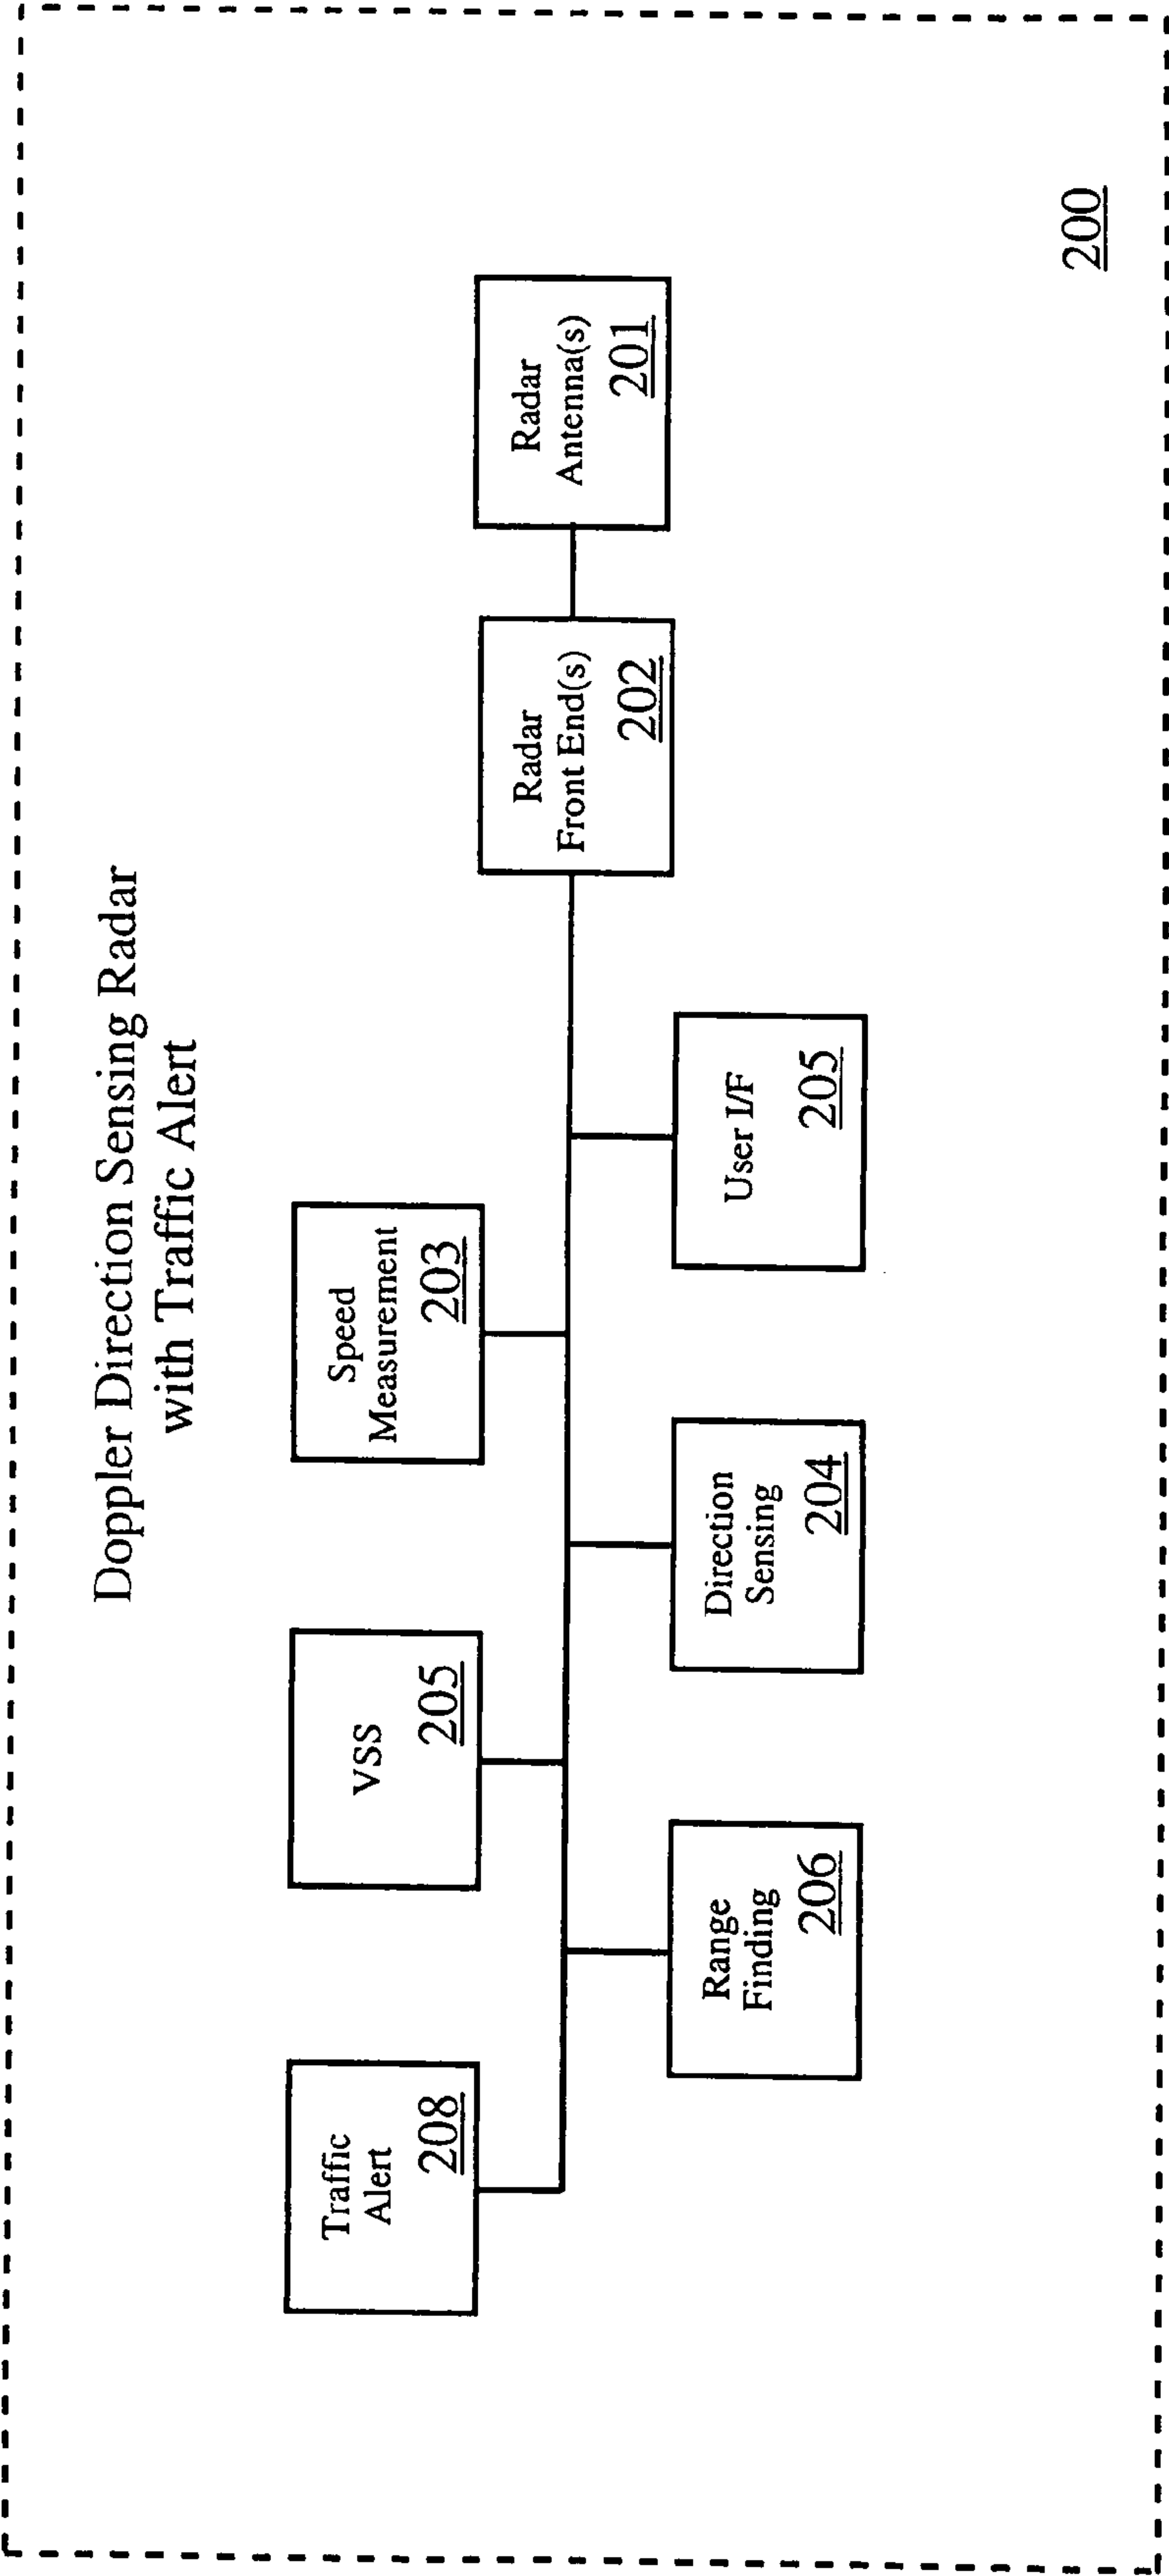 Doppler Direction Sensing Radar
with Traffic Alert
Traffic
Alert
208
VSS
205
Speed
Measurement
203
Radar
Front End(s)
202
Radar
Antenna(s)
201
Range
Finding
206
Direction
Sensing
204
User I/F
205
200